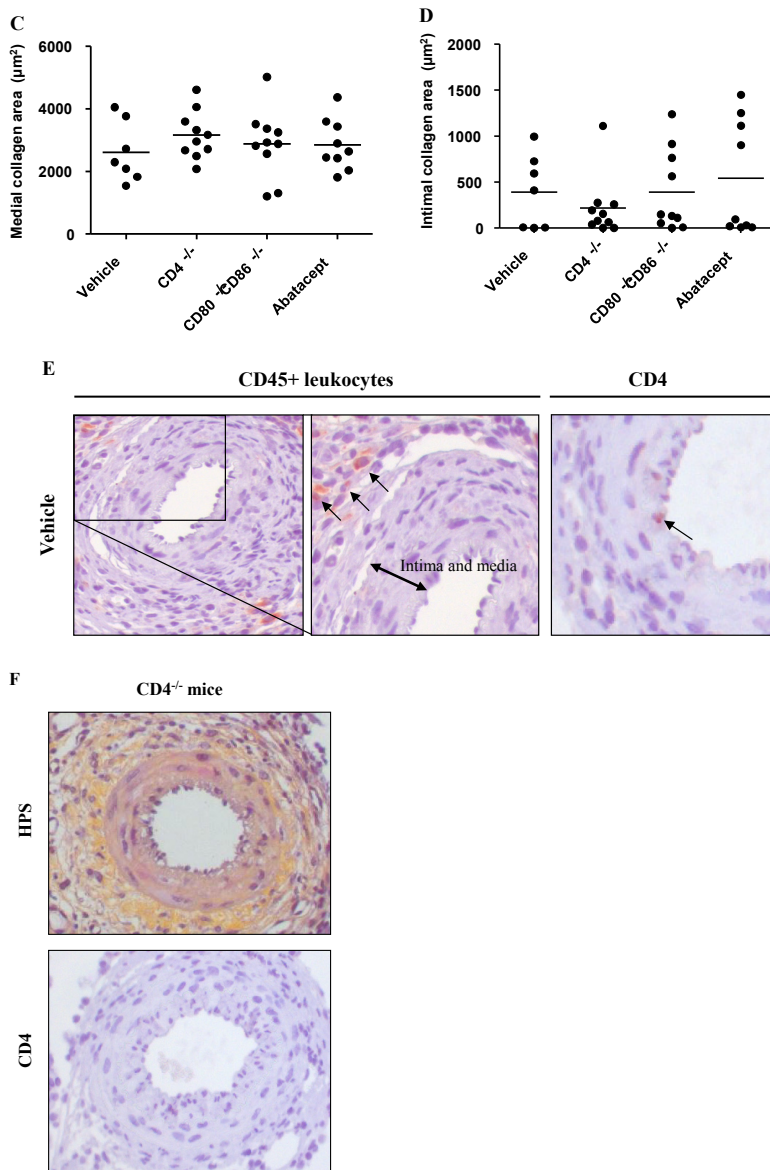 C
Medial collagen area (µm²)
6000
4000
2000
0
Vehicle
CD4 -/-
CD80 -/-CD86 -/-
Abatacept
D
Intimal collagen area (µm²)
2000
1500
1000
500
0
Vehicle
CD4 -/-
CD80 -/-CD86 -/-
Abatacept
E
CD45+ leukocytes
CD4
Vehicle
Intima and media
F
CD4-/- mice
HPS
CD4